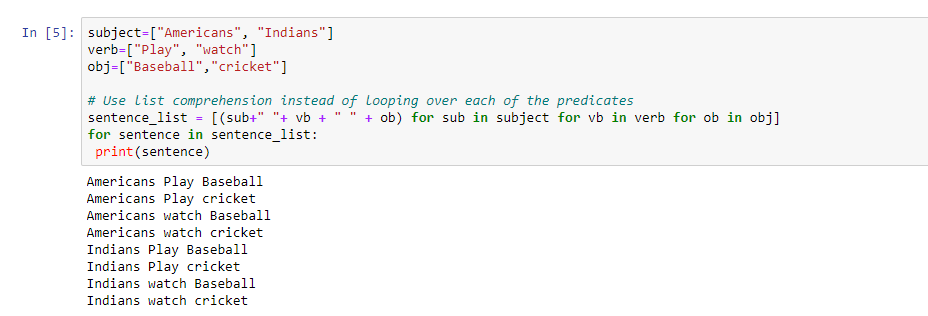 In [5]: subject=["Americans", "Indians"]
verb=["Play", "watch"]
obj=["Baseball","cricket"]
# Use list comprehension instead of looping over each of the predicates
sentence_list = [(sub+" "+ vb + " " + ob) for sub in subject for vb in verb for ob in obj]
for sentence in sentence_list:
 print(sentence)
Americans Play Baseball
Americans Play cricket
Americans watch Baseball
Americans watch cricket
Indians Play Baseball
Indians Play cricket
Indians watch Baseball
Indians watch cricket